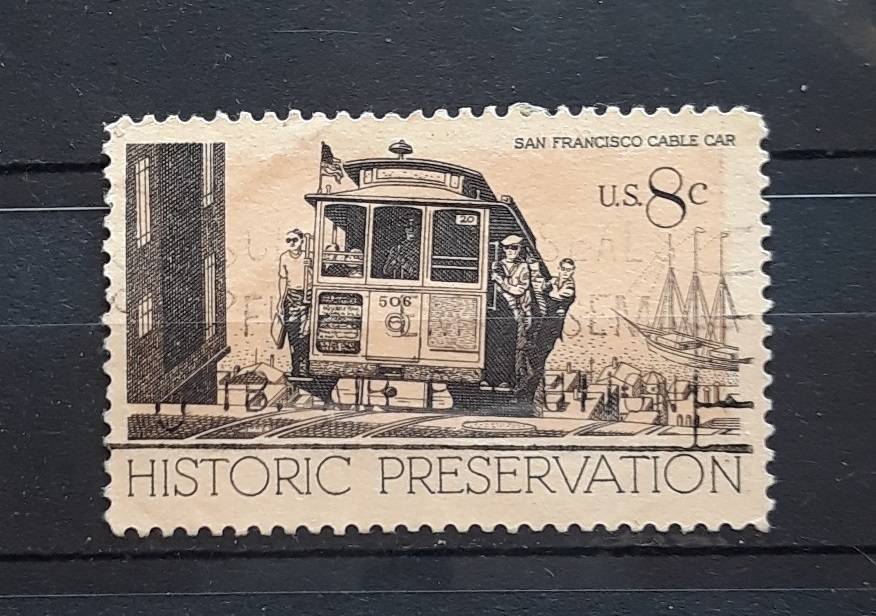 SAN FRANCISCO CABLE CAR
U.S. 8c
20
506
HISTORIC PRESERVATION